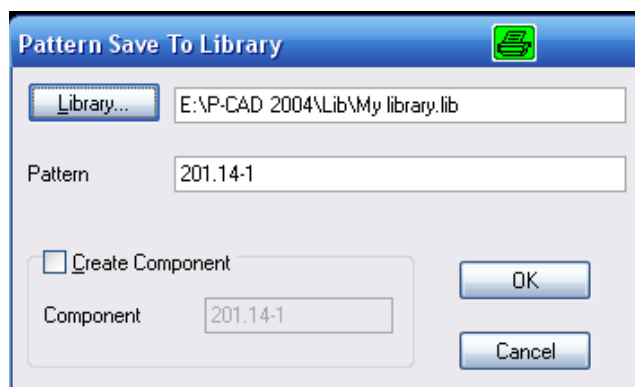 Pattern Save To Library
Library... E:\P-CAD 2004\Lib\My library.lib
Pattern 201.14-1
Create Component
Component 201.14-1
OK
Cancel